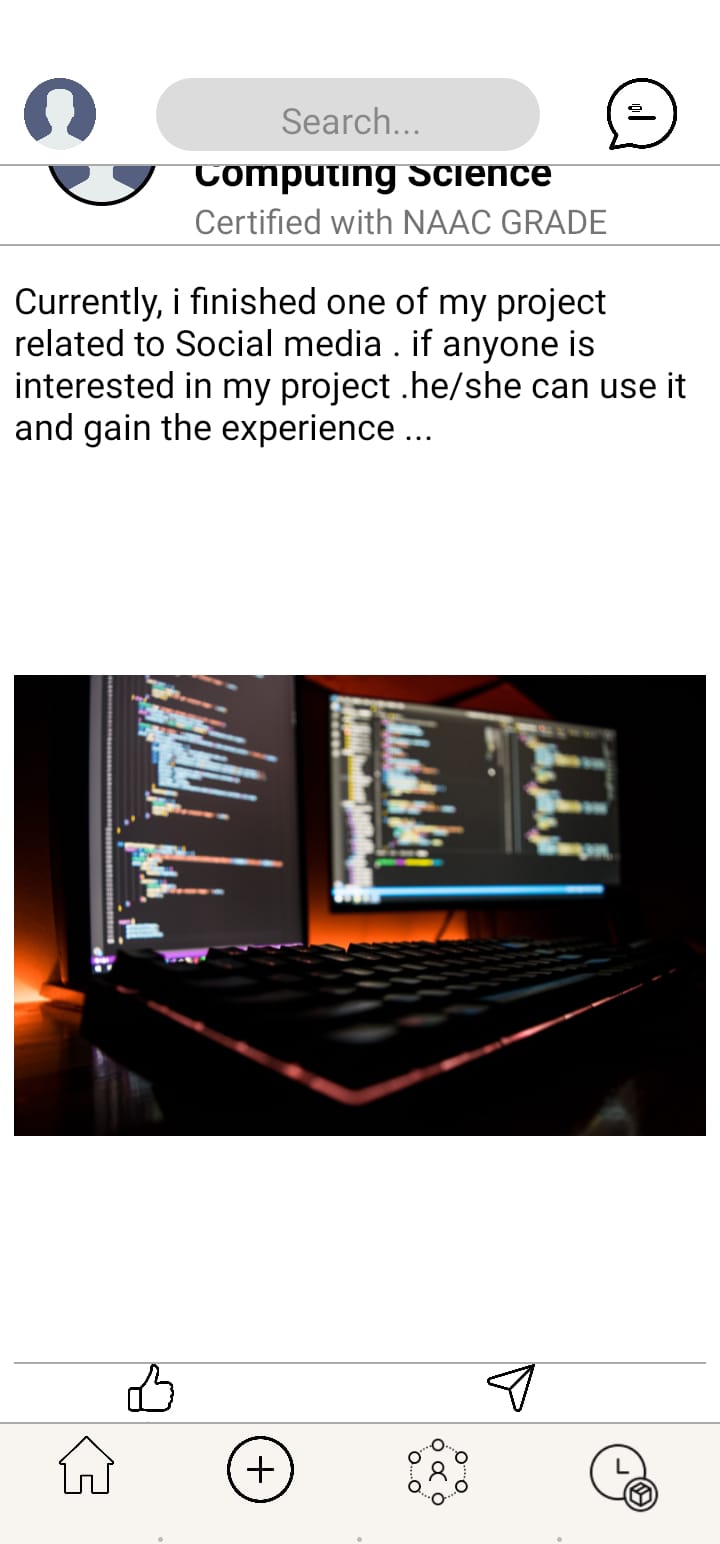 Search...
Computing Science
Certified with NAAC GRADE
Currently, i finished one of my project
related to Social media . if anyone is
interested in my project .he/she can use it
and gain the experience ...